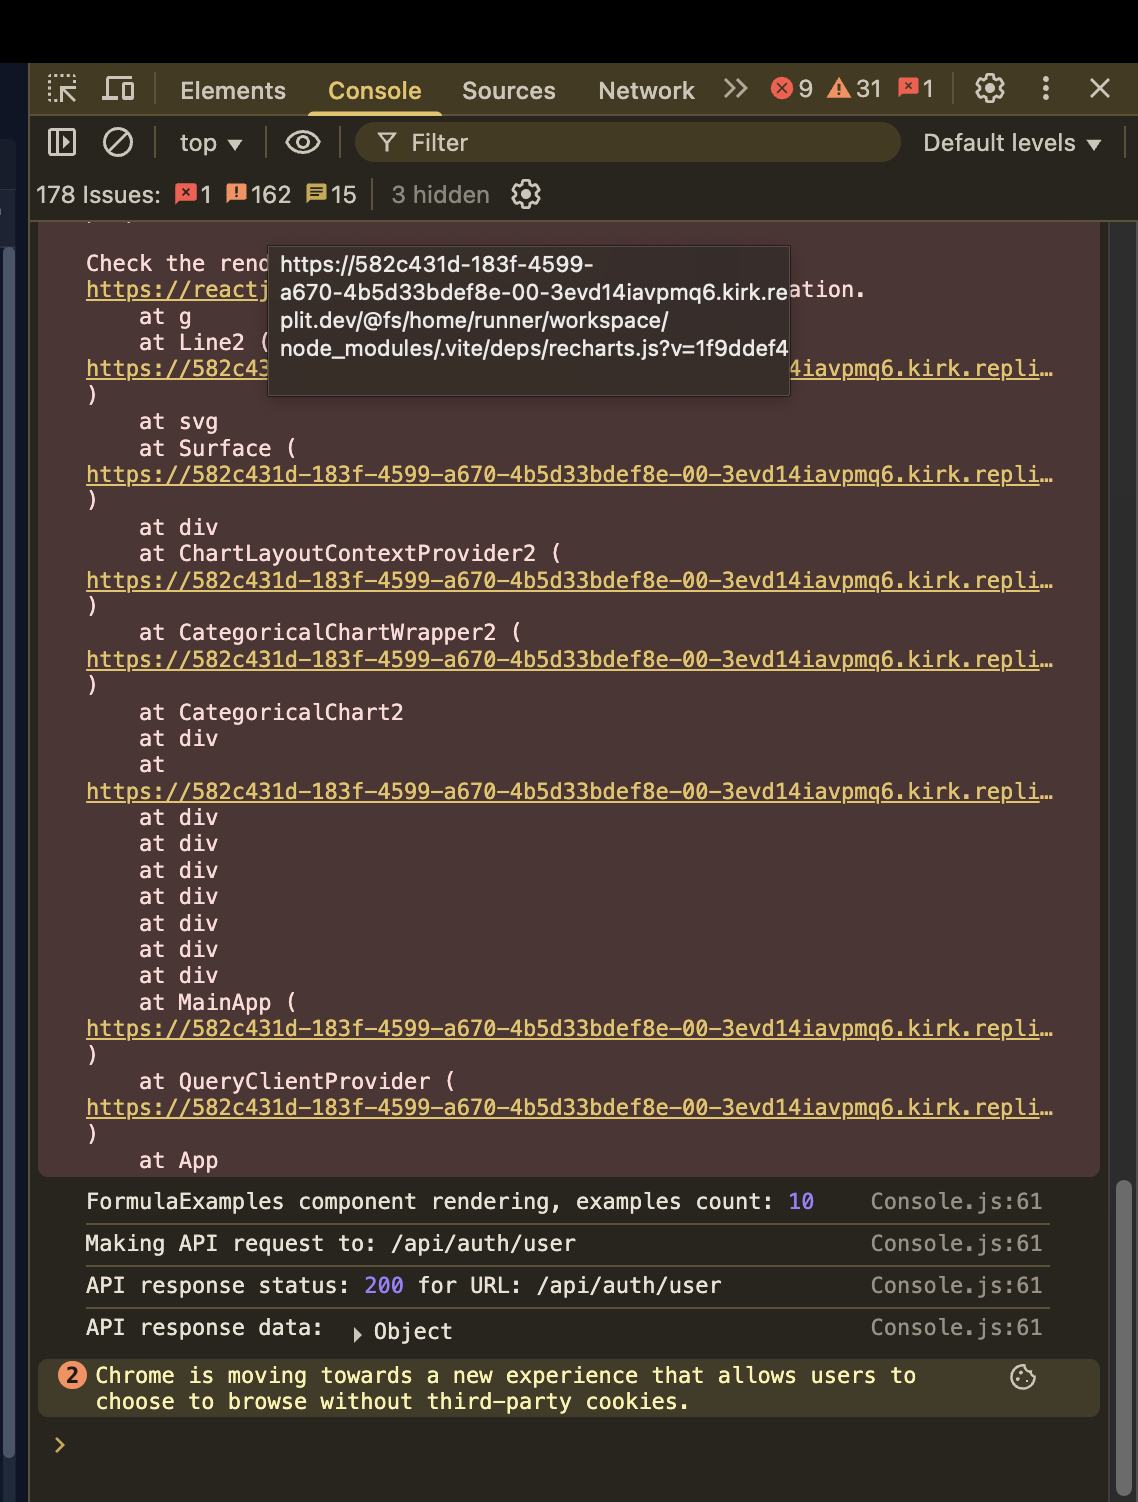 Elements Console Sources Network 9 31 1
top Filter Default levels
178 Issues: 1 162 15 3 hidden
Check the rend
https://reactj ation.
https://582c431d-183f-4599-
a670-4b5d33bdef8e-00-3evd14iavpmq6.kirk.re
plit.dev/@fs/home/runner/workspace/
node_modules/.vite/deps/recharts.js?v=1f9ddef4
at g
at Line2 (
https://582c43 14iavpmq6.kirk.repli…
)
at svg
at Surface (
https://582c431d-183f-4599-a670-4b5d33bdef8e-00-3evd14iavpmq6.kirk.repli…
)
at div
at ChartLayoutContextProvider2 (
https://582c431d-183f-4599-a670-4b5d33bdef8e-00-3evd14iavpmq6.kirk.repli…
)
at CategoricalChartWrapper2 (
https://582c431d-183f-4599-a670-4b5d33bdef8e-00-3evd14iavpmq6.kirk.repli…
)
at CategoricalChart2
at div
at
https://582c431d-183f-4599-a670-4b5d33bdef8e-00-3evd14iavpmq6.kirk.repli…
at div
at div
at div
at div
at div
at div
at div
at MainApp (
https://582c431d-183f-4599-a670-4b5d33bdef8e-00-3evd14iavpmq6.kirk.repli…
)
at QueryClientProvider (
https://582c431d-183f-4599-a670-4b5d33bdef8e-00-3evd14iavpmq6.kirk.repli…
)
at App
FormulaExamples component rendering, examples count: 10 Console.js:61
Making API request to: /api/auth/user Console.js:61
API response status: 200 for URL: /api/auth/user Console.js:61
API response data: Object Console.js:61
2 Chrome is moving towards a new experience that allows users to
choose to browse without third-party cookies.